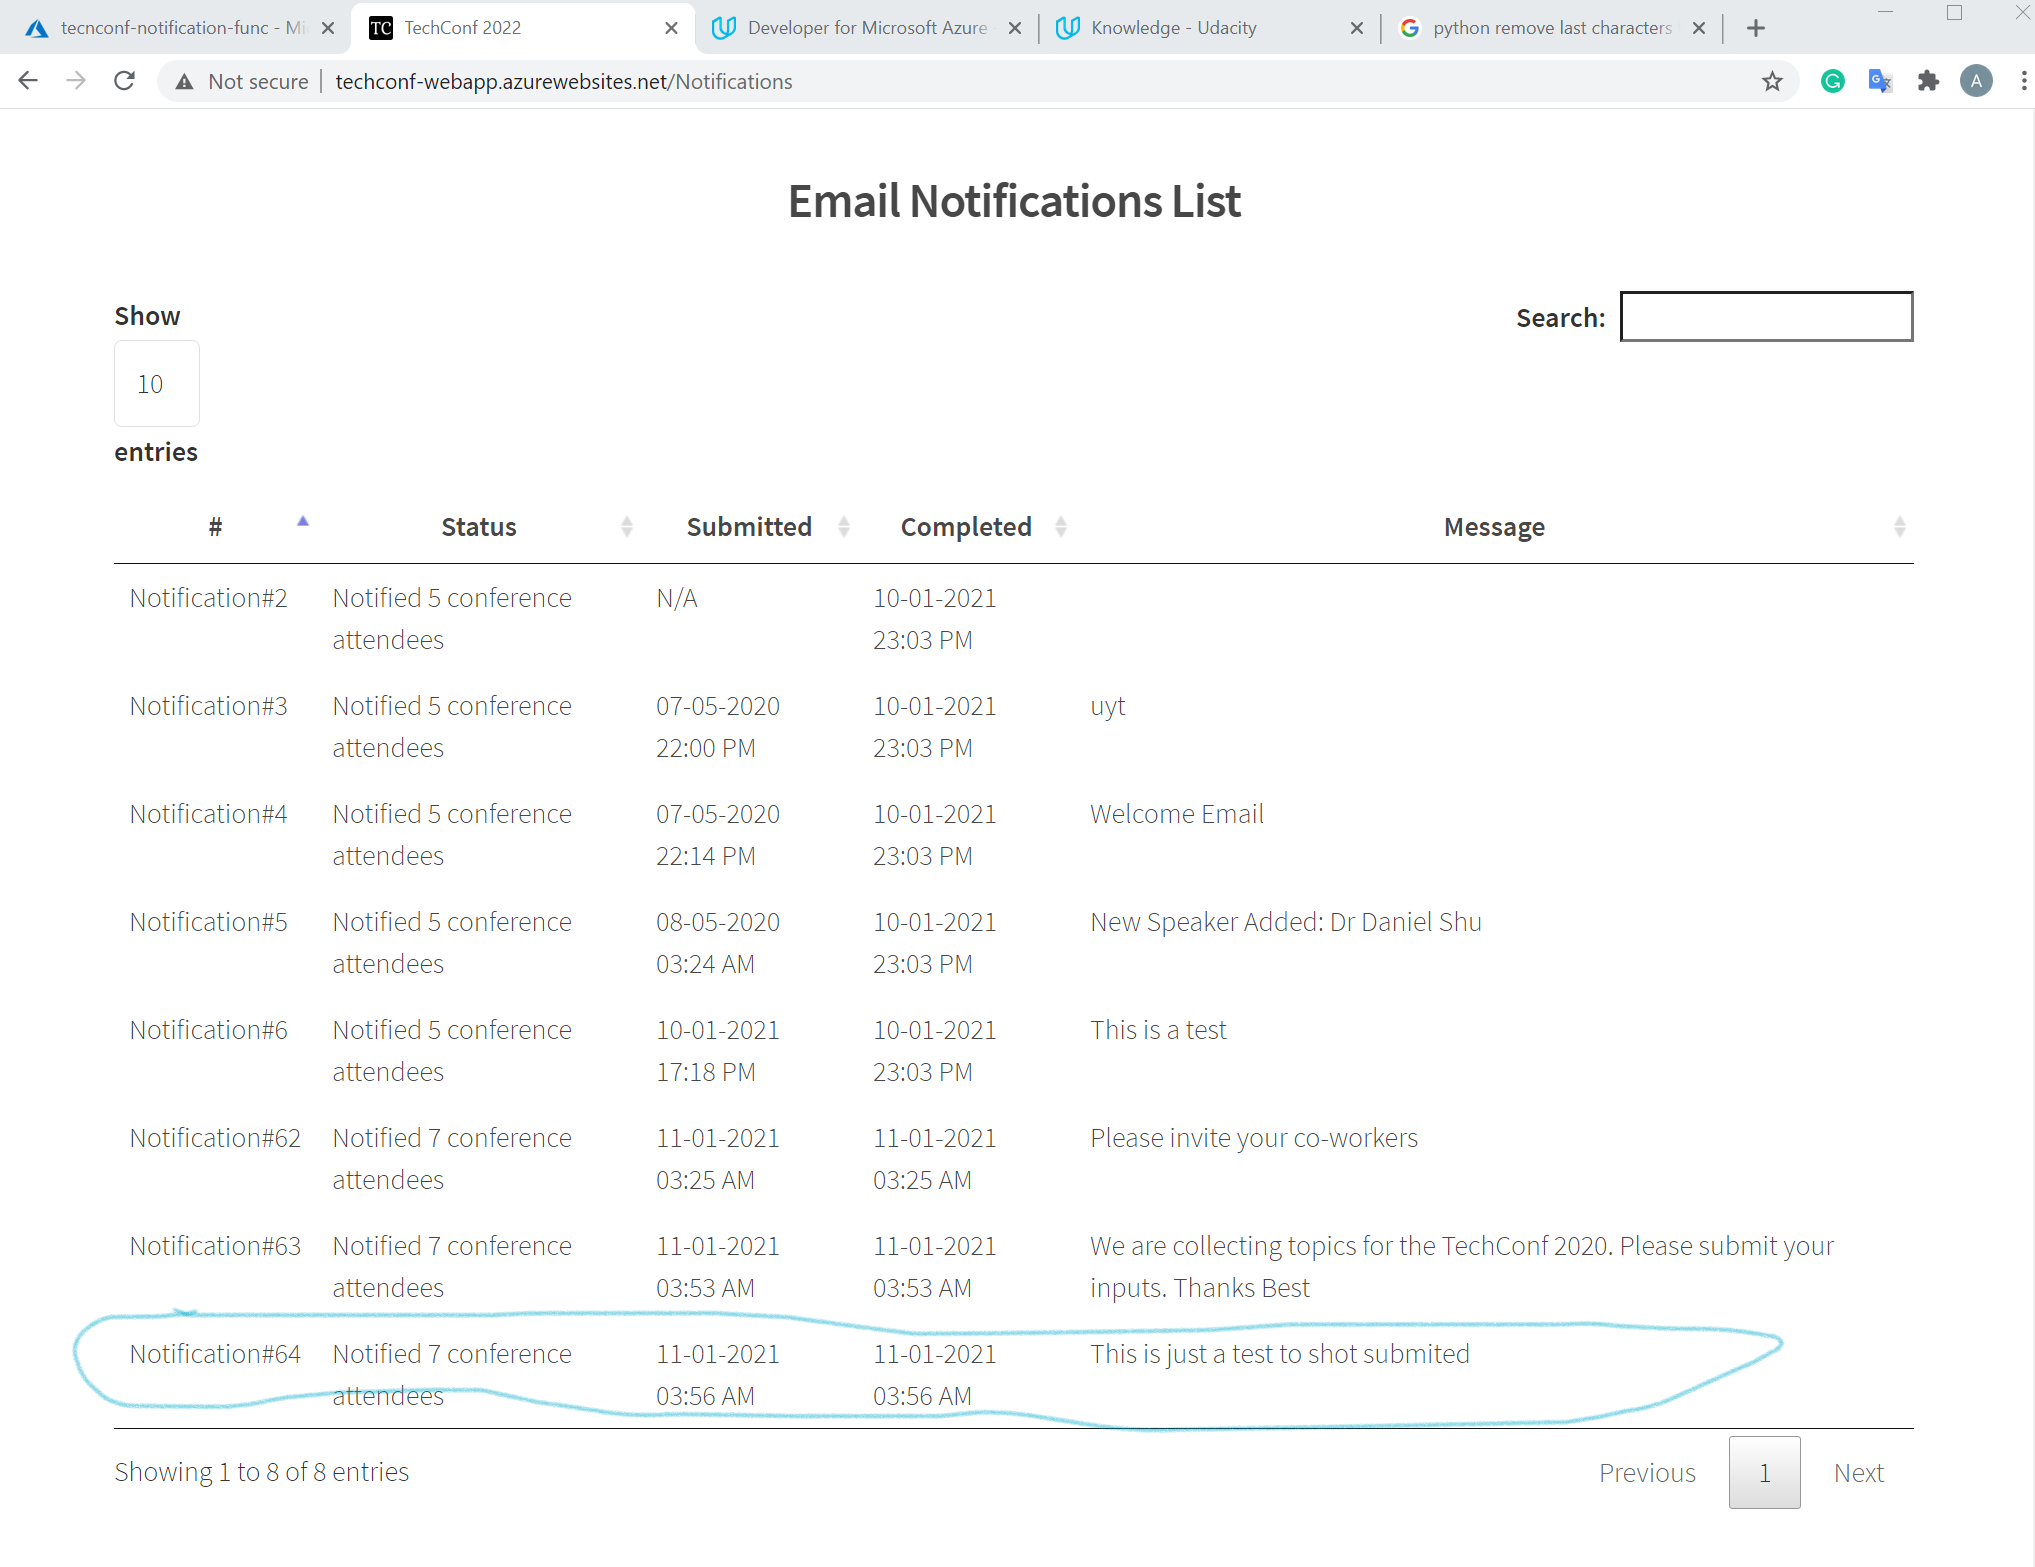 tecnconf-notification-func - Mi
TechConf 2022
Developer for Microsoft Azure
Knowledge - Udacity
python remove last characters
Not secure
techconf-webapp.azurewebsites.net/Notifications
A
Email Notifications List
Show
10
entries
Search:
# Status Submitted Completed Message
Notification#2 Notified 5 conference N/A 10-01-2021
attendees 23:03 PM
Notification#3 Notified 5 conference 07-05-2020 10-01-2021 uyt
attendees 22:00 PM 23:03 PM
Notification#4 Notified 5 conference 07-05-2020 10-01-2021 Welcome Email
attendees 22:14 PM 23:03 PM
Notification#5 Notified 5 conference 08-05-2020 10-01-2021 New Speaker Added: Dr Daniel Shu
attendees 03:24 AM 23:03 PM
Notification#6 Notified 5 conference 10-01-2021 10-01-2021 This is a test
attendees 17:18 PM 23:03 PM
Notification#62 Notified 7 conference 11-01-2021 11-01-2021 Please invite your co-workers
attendees 03:25 AM 03:25 AM
Notification#63 Notified 7 conference 11-01-2021 11-01-2021 We are collecting topics for the TechConf 2020. Please submit your
attendees 03:53 AM 03:53 AM inputs. Thanks Best
Notification#64 Notified 7 conference 11-01-2021 11-01-2021 This is just a test to shot submited
attendees 03:56 AM 03:56 AM
Showing 1 to 8 of 8 entries
Previous 1 Next